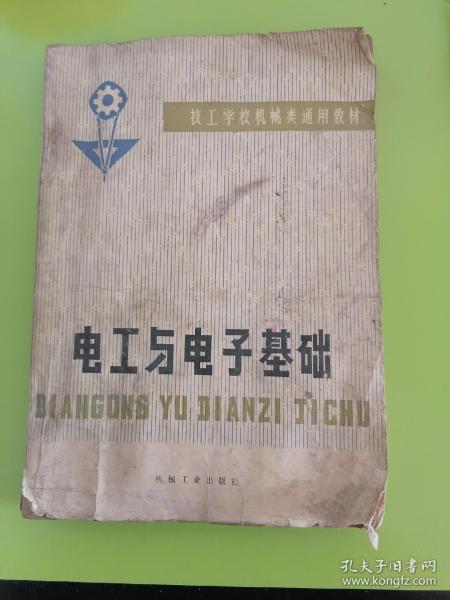 技工学校机械类通用教材
电工与电子基础
DIANGONG YU DIANZI JICHU
机械工业出版社
孔夫子旧书网
www.kongfz.com